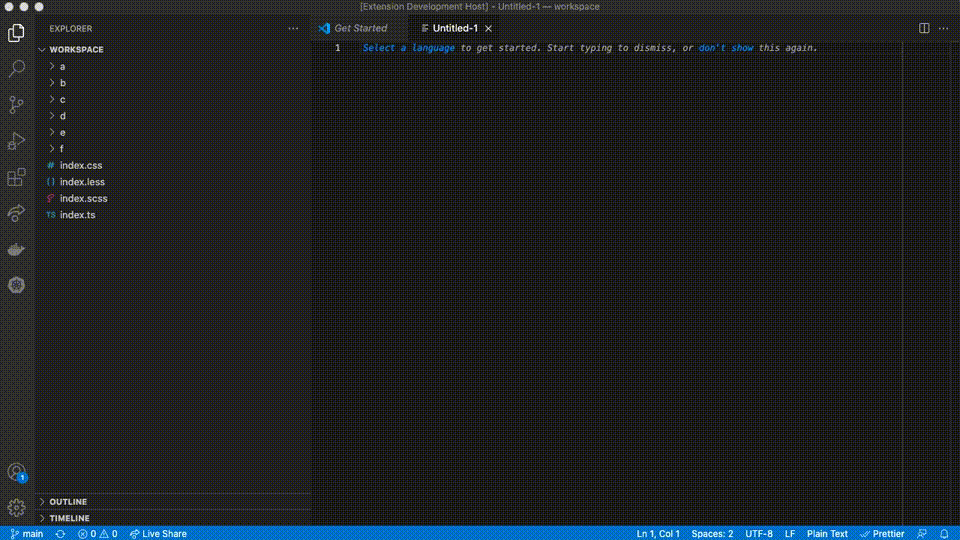 [Extension Development Host] - Untitled-1 — workspace
EXPLORER
Get Started
Untitled-1
WORKSPACE
1 Select a language to get started. Start typing to dismiss, or don't show this again.
a
b
c
d
e
f
# index.css
{} index.less
index.scss
TS index.ts
1
OUTLINE
TIMELINE
main 0 0 Live Share Ln 1, Col 1 Spaces: 2 UTF-8 LF Plain Text Prettier